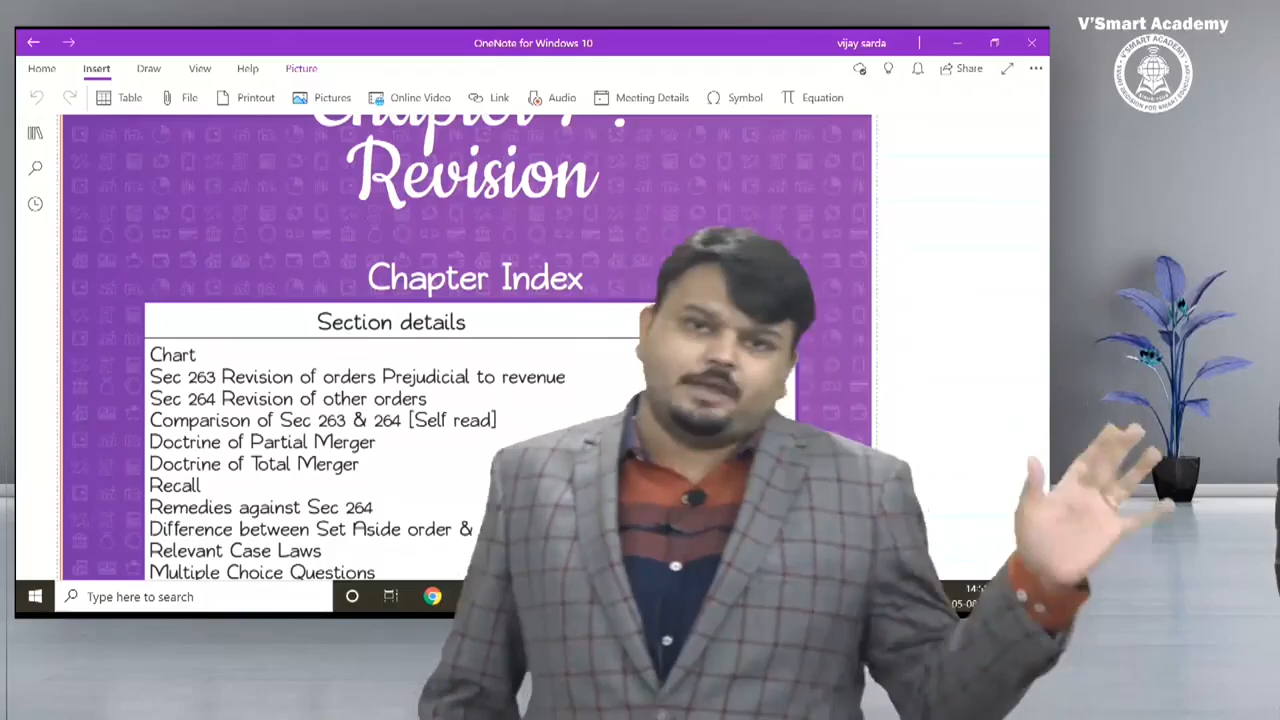 V'Smart Academy
OneNote for Windows 10
vijay sarda
Home
Insert
Draw
View
Help
Picture
Share
Table
File
Printout
Pictures
Online Video
Link
Audio
Meeting Details
Symbol
Equation
Chapter
Revision
Chapter Index
Section details
Chart
Sec 263 Revision of orders Prejudicial to revenue
Sec 264 Revision of other orders
Comparison of Sec 263 & 264 [Self read]
Doctrine of Partial Merger
Doctrine of Total Merger
Recall
Remedies against Sec 264
Difference between Set Aside order &
Relevant Case Laws
Multiple Choice Questions
Type here to search